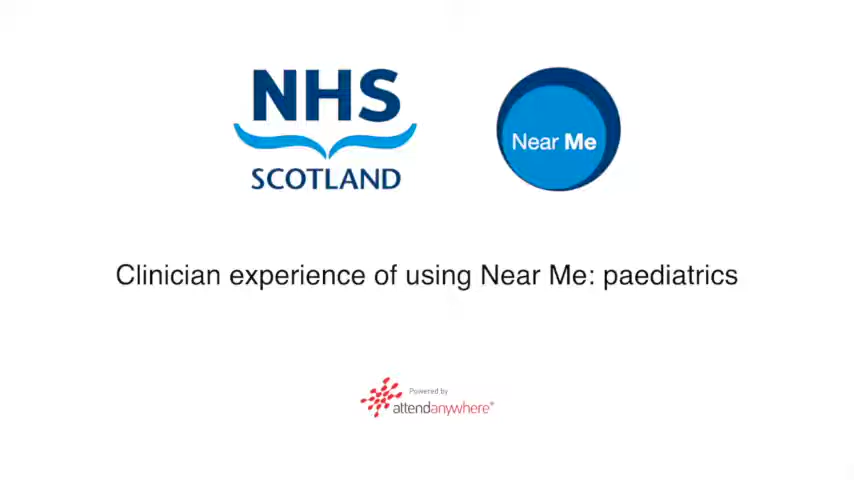 NHS
SCOTLAND
Near Me
Clinician experience of using Near Me: paediatrics
Powered by
attendanywhere®